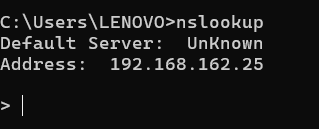 C:\Users\LENOVO>nslookup
Default Server:  UnKnown
Address:  192.168.162.25
>